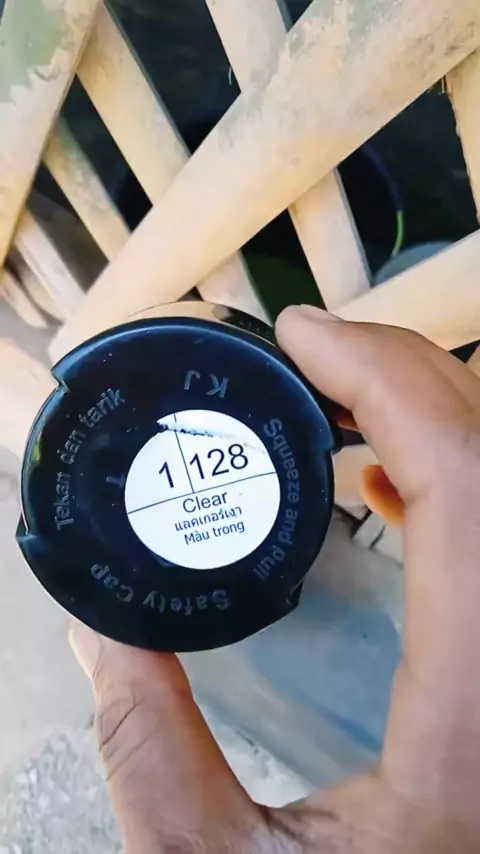 Tekan dan tarik
KJ
Squeeze and pull
T
1 128
Clear
แลคเกอร์เงา
Màu trong
Safety Cap